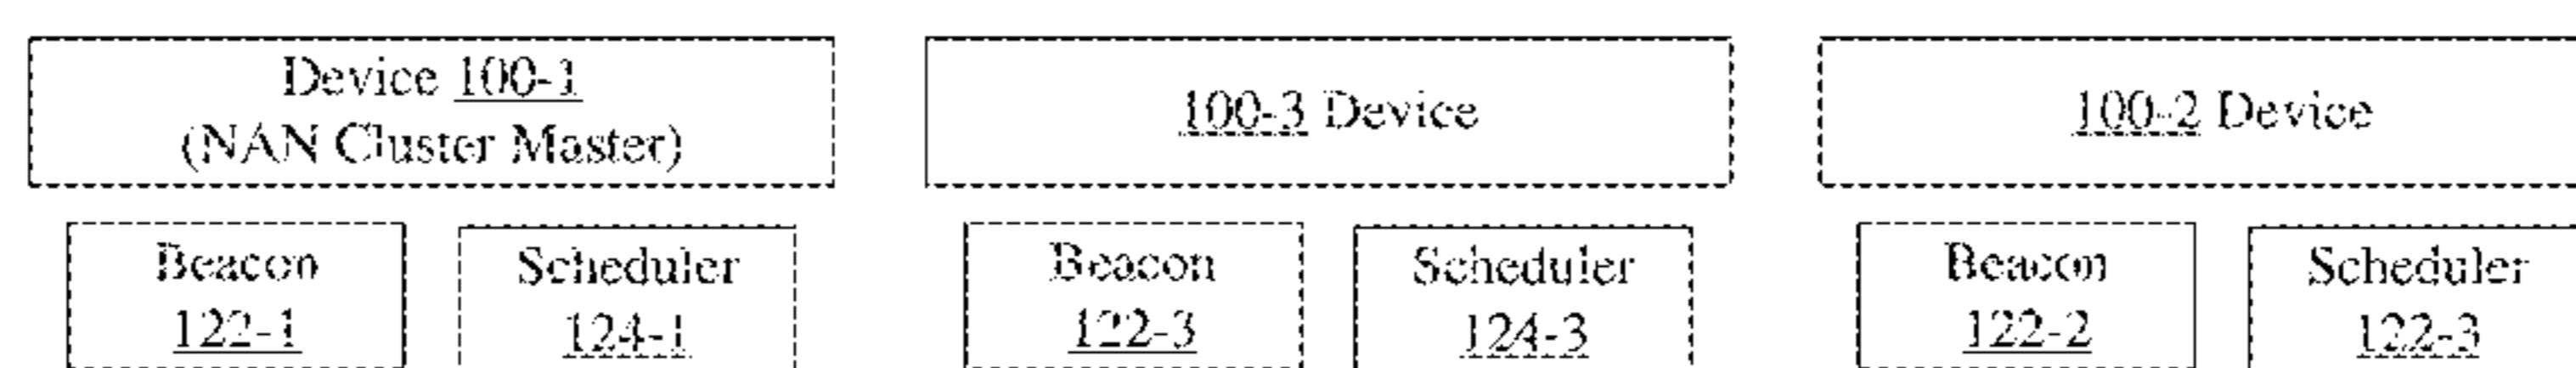 Device 100-1
(NAN Cluster Master)
100-3 Device
100-2 Device
Beacon
122-1
Scheduler
124-1
Beacon
122-3
Scheduler
124-3
Beacon
122-2
Scheduler
122-3